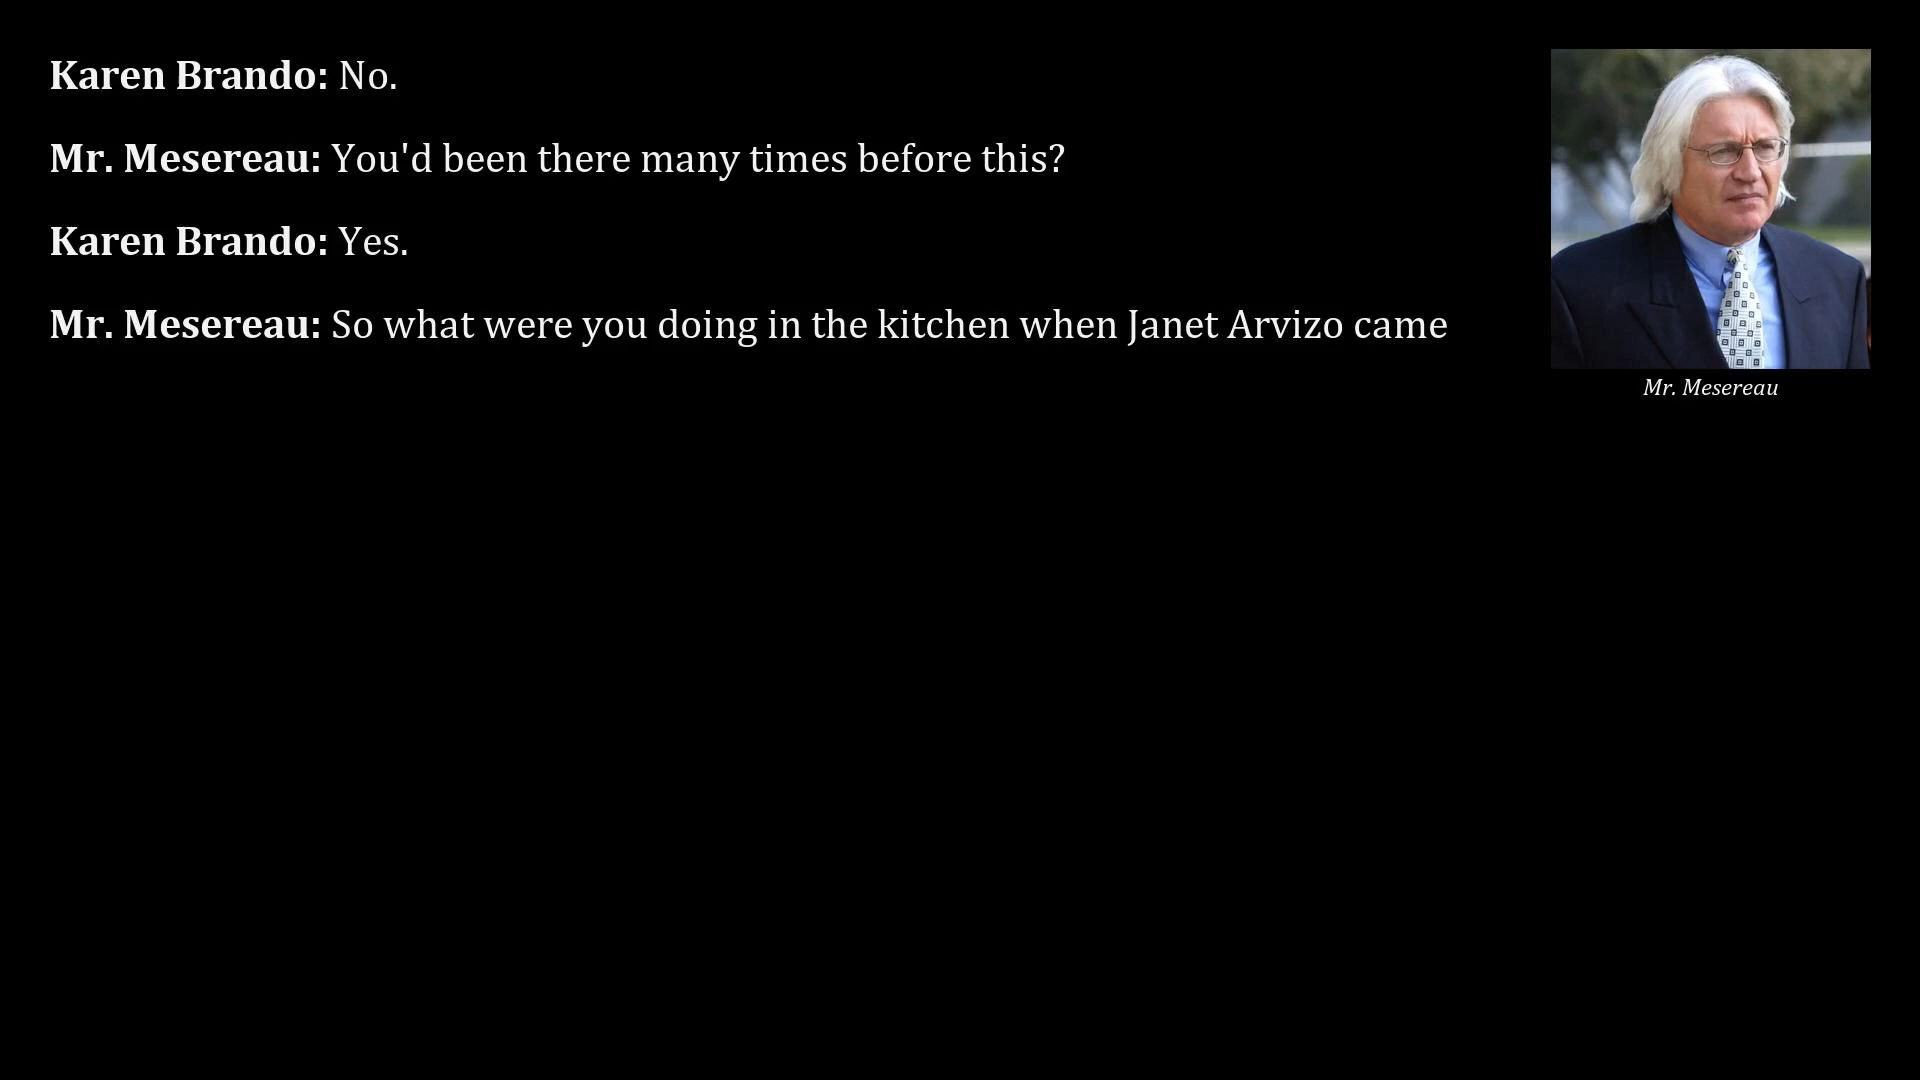 Karen Brando: No.
Mr. Mesereau: You'd been there many times before this?
Karen Brando: Yes.
Mr. Mesereau: So what were you doing in the kitchen when Janet Arvizo came
Mr. Mesereau